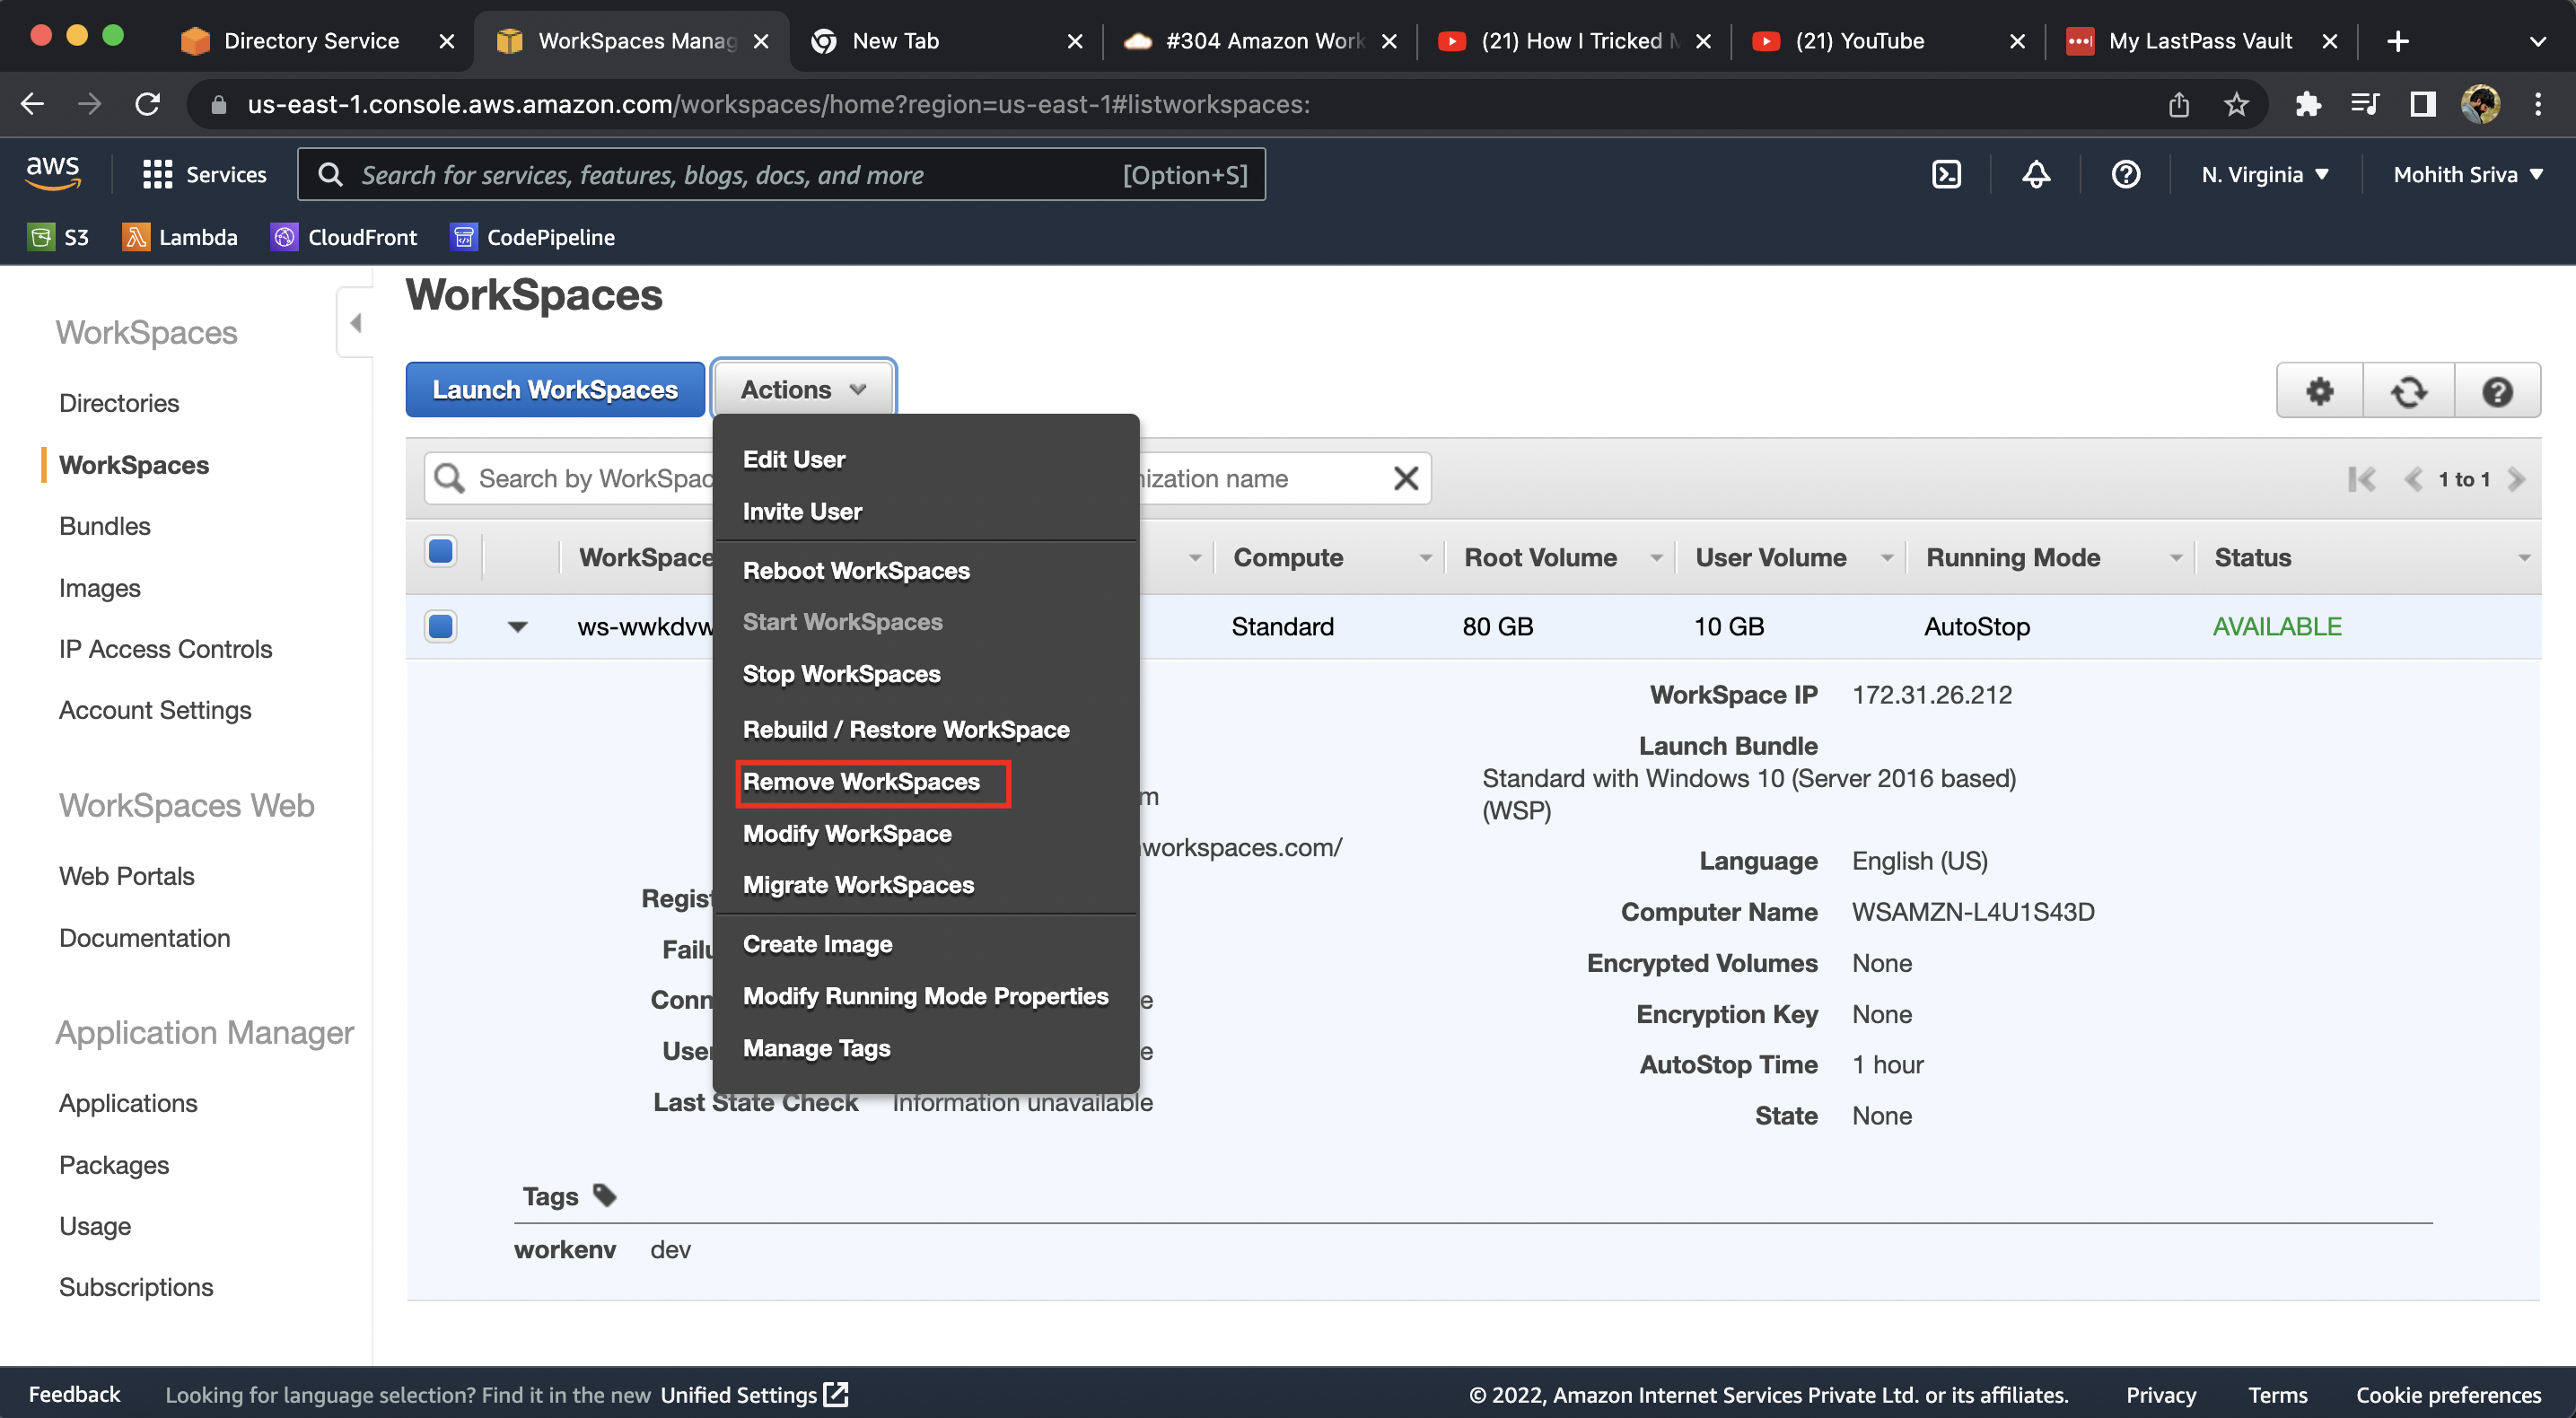 Directory Service
WorkSpaces Manag
New Tab
#304 Amazon Work
(21) How I Tricked
(21) YouTube
My LastPass Vault
us-east-1.console.aws.amazon.com/workspaces/home?region=us-east-1#listworkspaces:
aws
Services
Search for services, features, blogs, docs, and more
[Option+S]
N. Virginia
Mohith Sriva
S3
Lambda
CloudFront
CodePipeline
WorkSpaces
Directories
WorkSpaces
Bundles
Images
IP Access Controls
Account Settings
WorkSpaces Web
Web Portals
Documentation
Application Manager
Applications
Packages
Usage
Subscriptions
WorkSpaces
Launch WorkSpaces
Actions
Edit User
Invite User
Reboot WorkSpaces
Start WorkSpaces
Stop WorkSpaces
Rebuild / Restore WorkSpace
Remove WorkSpaces
Modify WorkSpace
Migrate WorkSpaces
Create Image
Modify Running Mode Properties
Manage Tags
Search by WorkSpac
nization name
1 to 1
WorkSpace Compute Root Volume User Volume Running Mode Status
ws-wwkdvw Standard 80 GB 10 GB AutoStop AVAILABLE
m
workspaces.com/
Regist
Failu
Conn e
User e
Last State Check Information unavailable
WorkSpace IP 172.31.26.212
Launch Bundle
Standard with Windows 10 (Server 2016 based)
(WSP)
Language English (US)
Computer Name WSAMZN-L4U1S43D
Encrypted Volumes None
Encryption Key None
AutoStop Time 1 hour
State None
Tags
workenv dev
Feedback
Looking for language selection? Find it in the new Unified Settings
© 2022, Amazon Internet Services Private Ltd. or its affiliates.
Privacy
Terms
Cookie preferences